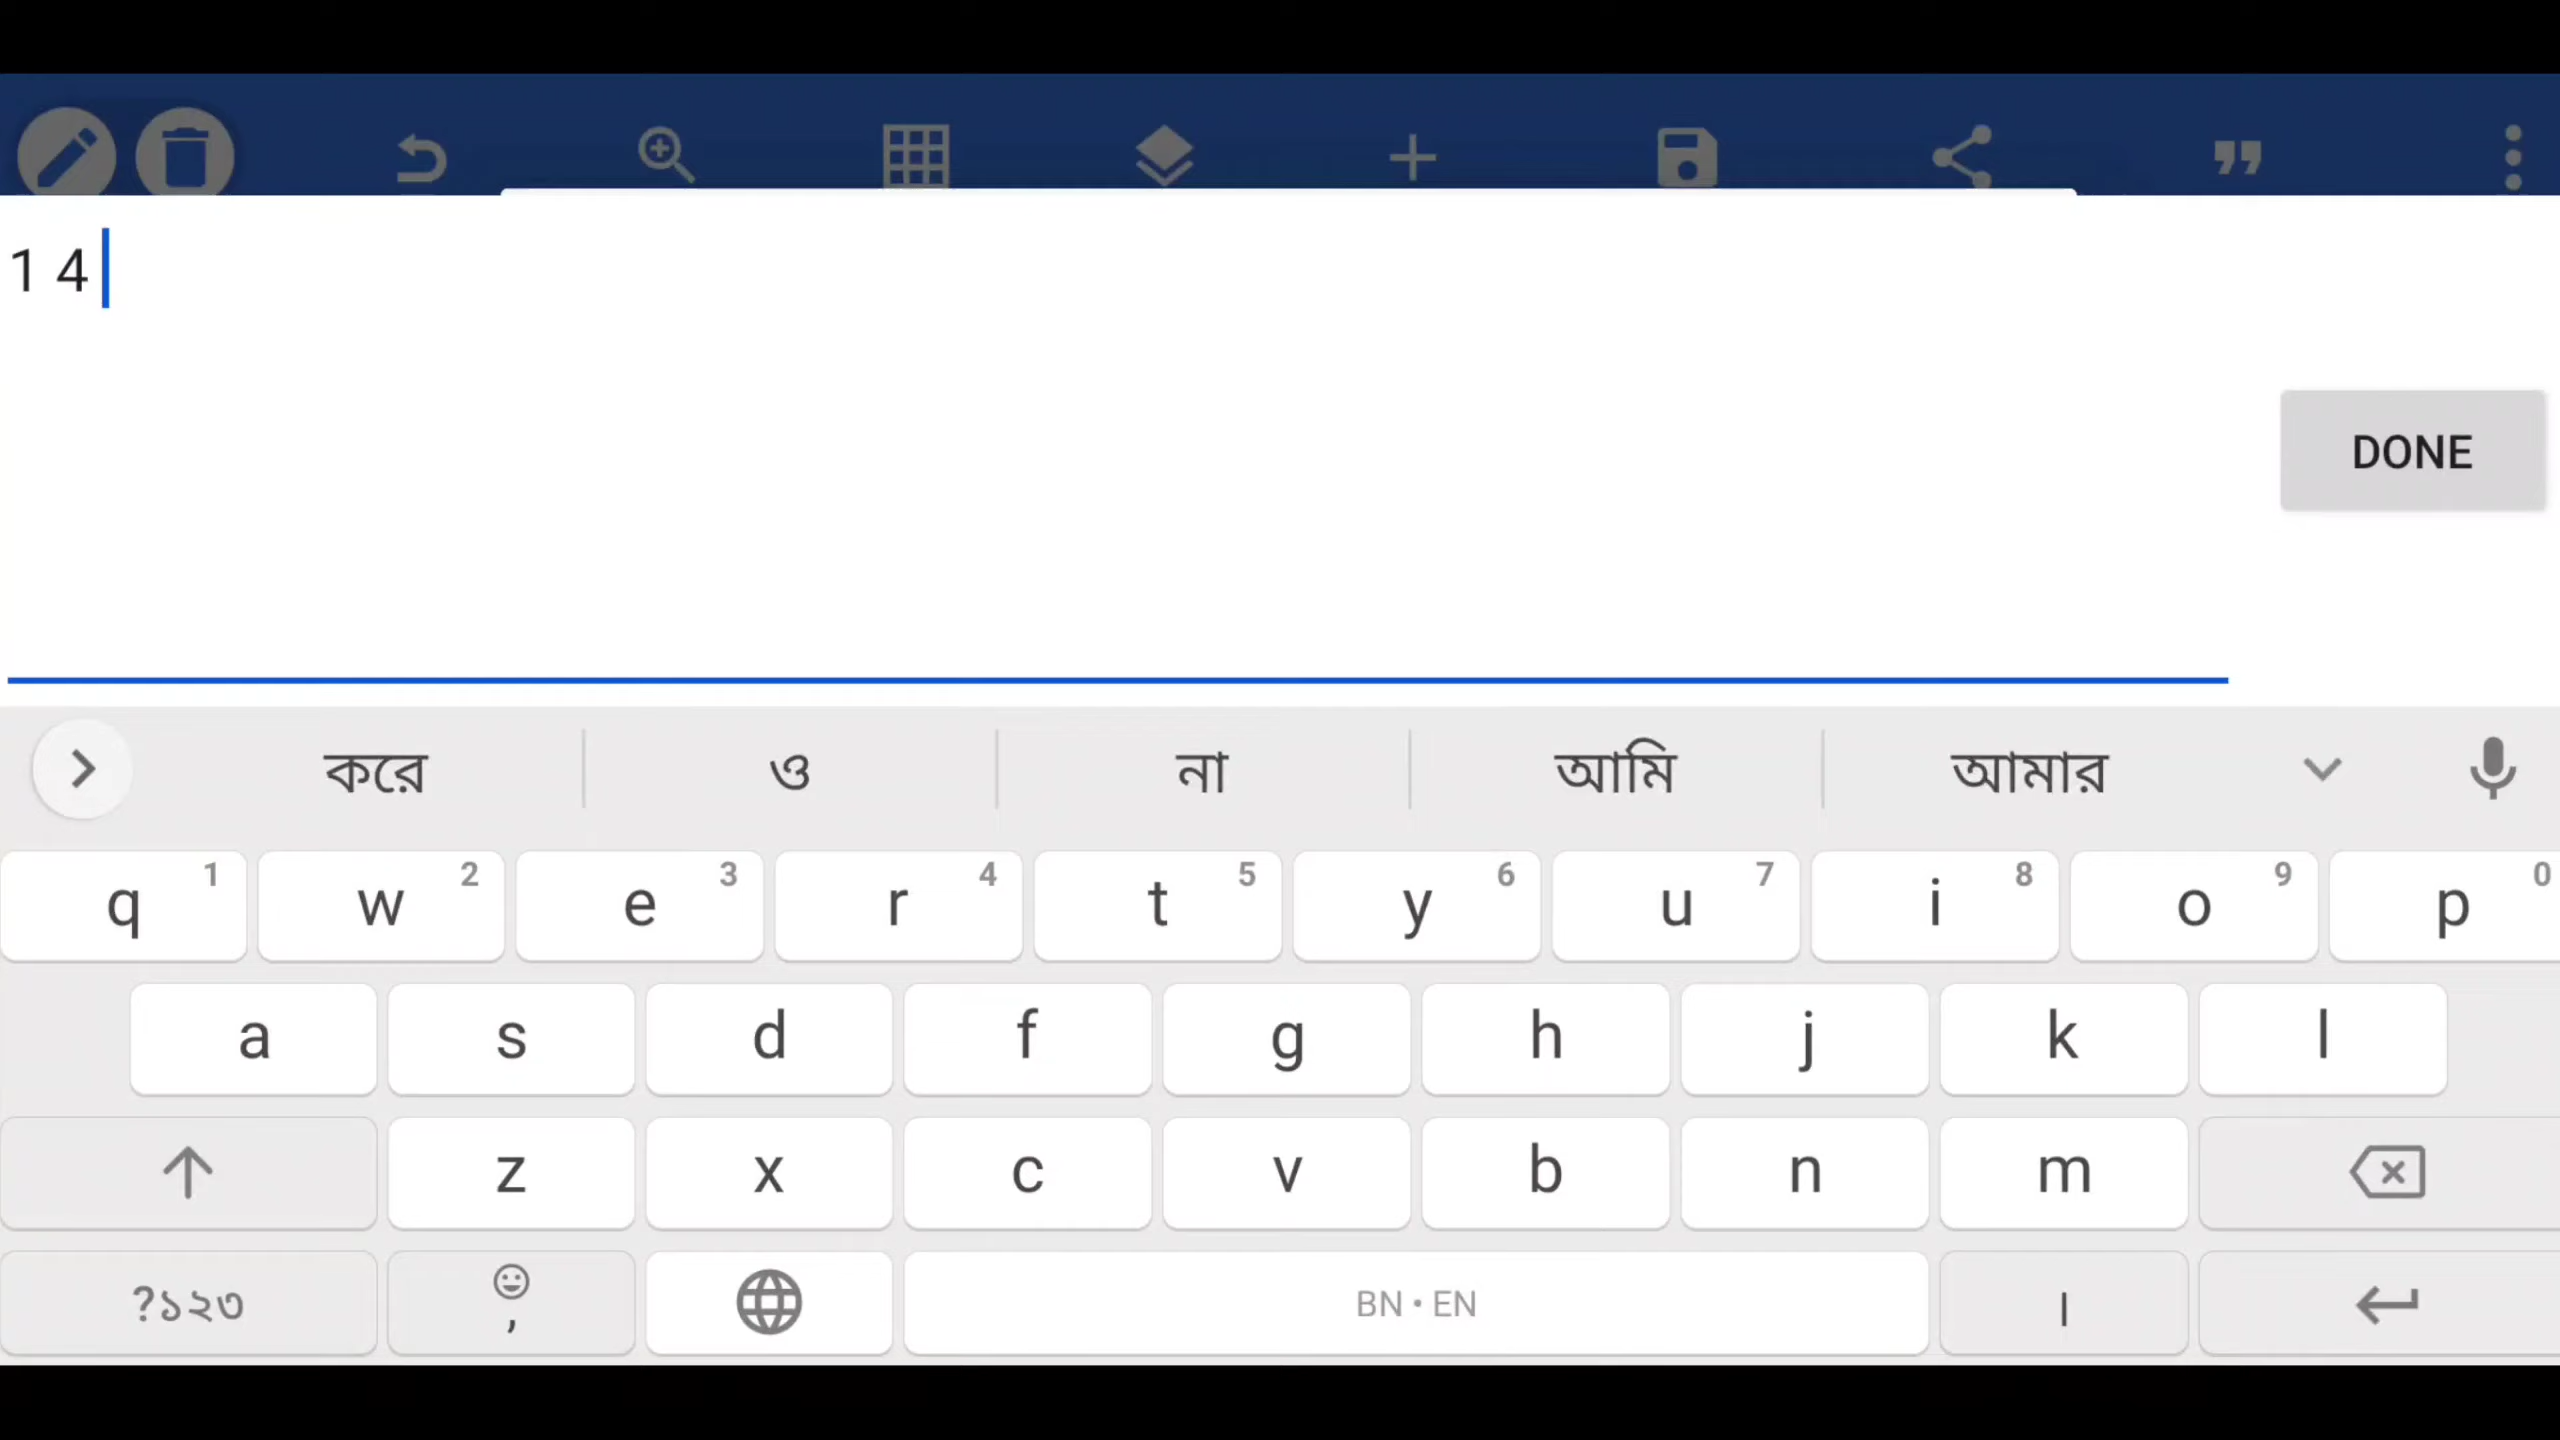 1 4
DONE
করে ও না আমি আমার
q 1 w 2 e 3 r 4 t 5 y 6 u 7 i 8 o 9 p 0
a s d f g h j k l
z x c v b n m
?১২৩ , BN • EN ।